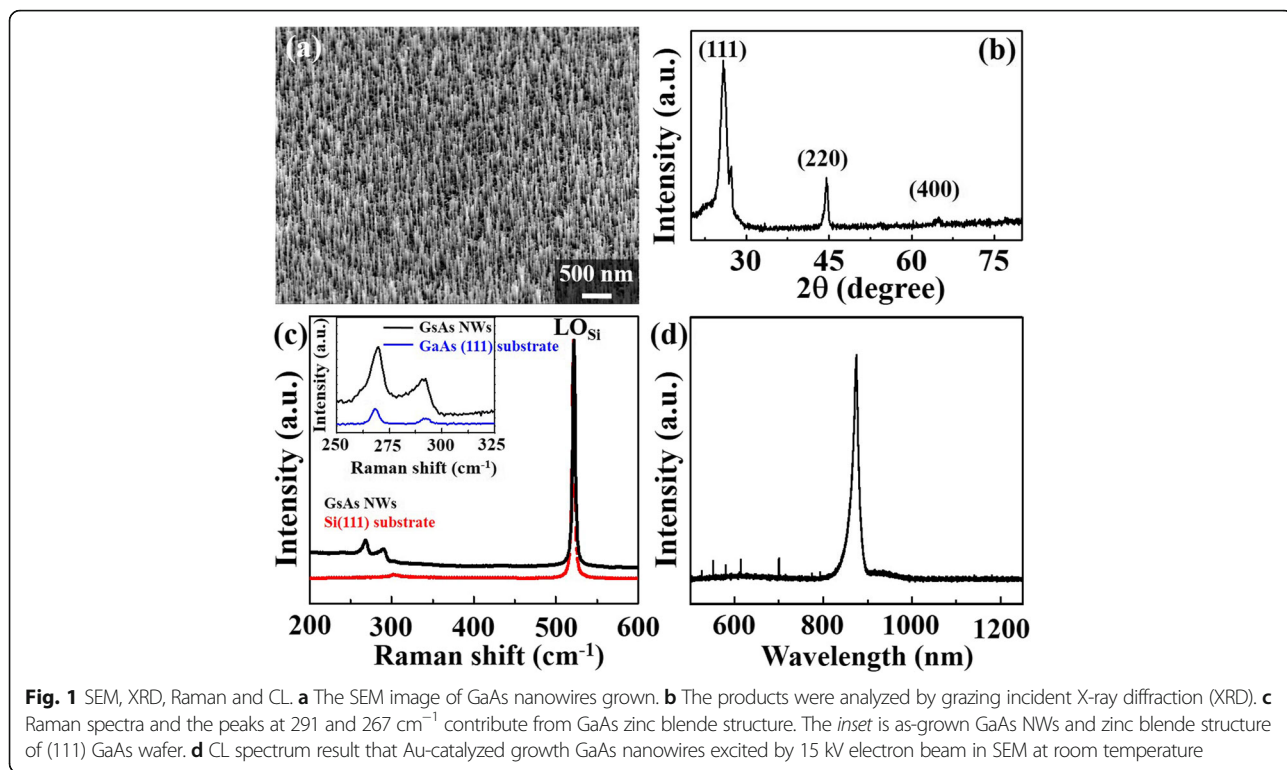 (a)
500 nm
(b)
(111)
(220)
(400)
Intensity (a.u.)
30 45 60 75
2θ (degree)
(c)
LOSi
GsAs NWs
GaAs (111) substrate
Intensity (a.u.)
250 275 300 325
Raman shift (cm-1)
GsAs NWs
Si(111) substrate
Intensity (a.u.)
200 300 400 500 600
Raman shift (cm-1)
(d)
Intensity (a.u.)
600 800 1000 1200
Wavelength (nm)
Fig. 1 SEM, XRD, Raman and CL. a The SEM image of GaAs nanowires grown. b The products were analyzed by grazing incident X-ray diffraction (XRD). c
Raman spectra and the peaks at 291 and 267 cm−1 contribute from GaAs zinc blende structure. The inset is as-grown GaAs NWs and zinc blende structure
of (111) GaAs wafer. d CL spectrum result that Au-catalyzed growth GaAs nanowires excited by 15 kV electron beam in SEM at room temperature